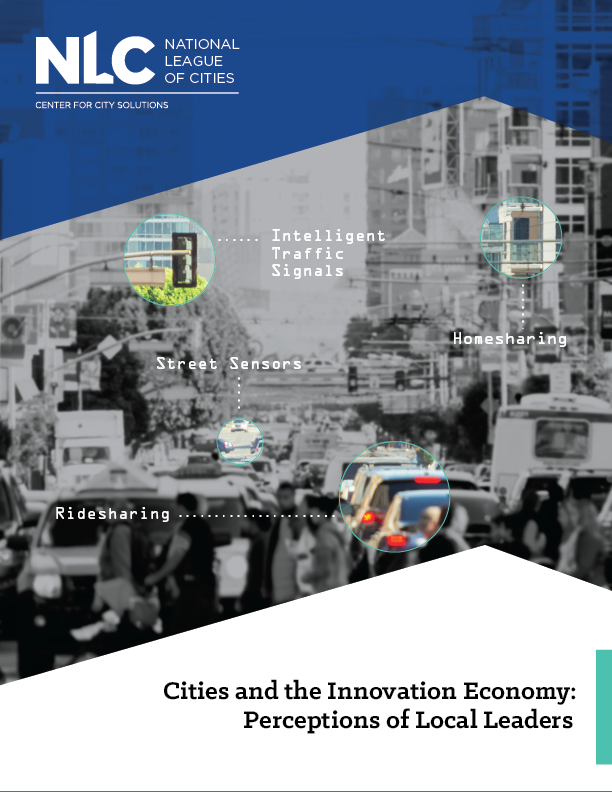 NLC
NATIONAL
LEAGUE
OF CITIES
CENTER FOR CITY SOLUTIONS
Intelligent
Traffic
Signals
Homesharing
Street Sensors
Ridesharing
Cities and the Innovation Economy:
Perceptions of Local Leaders